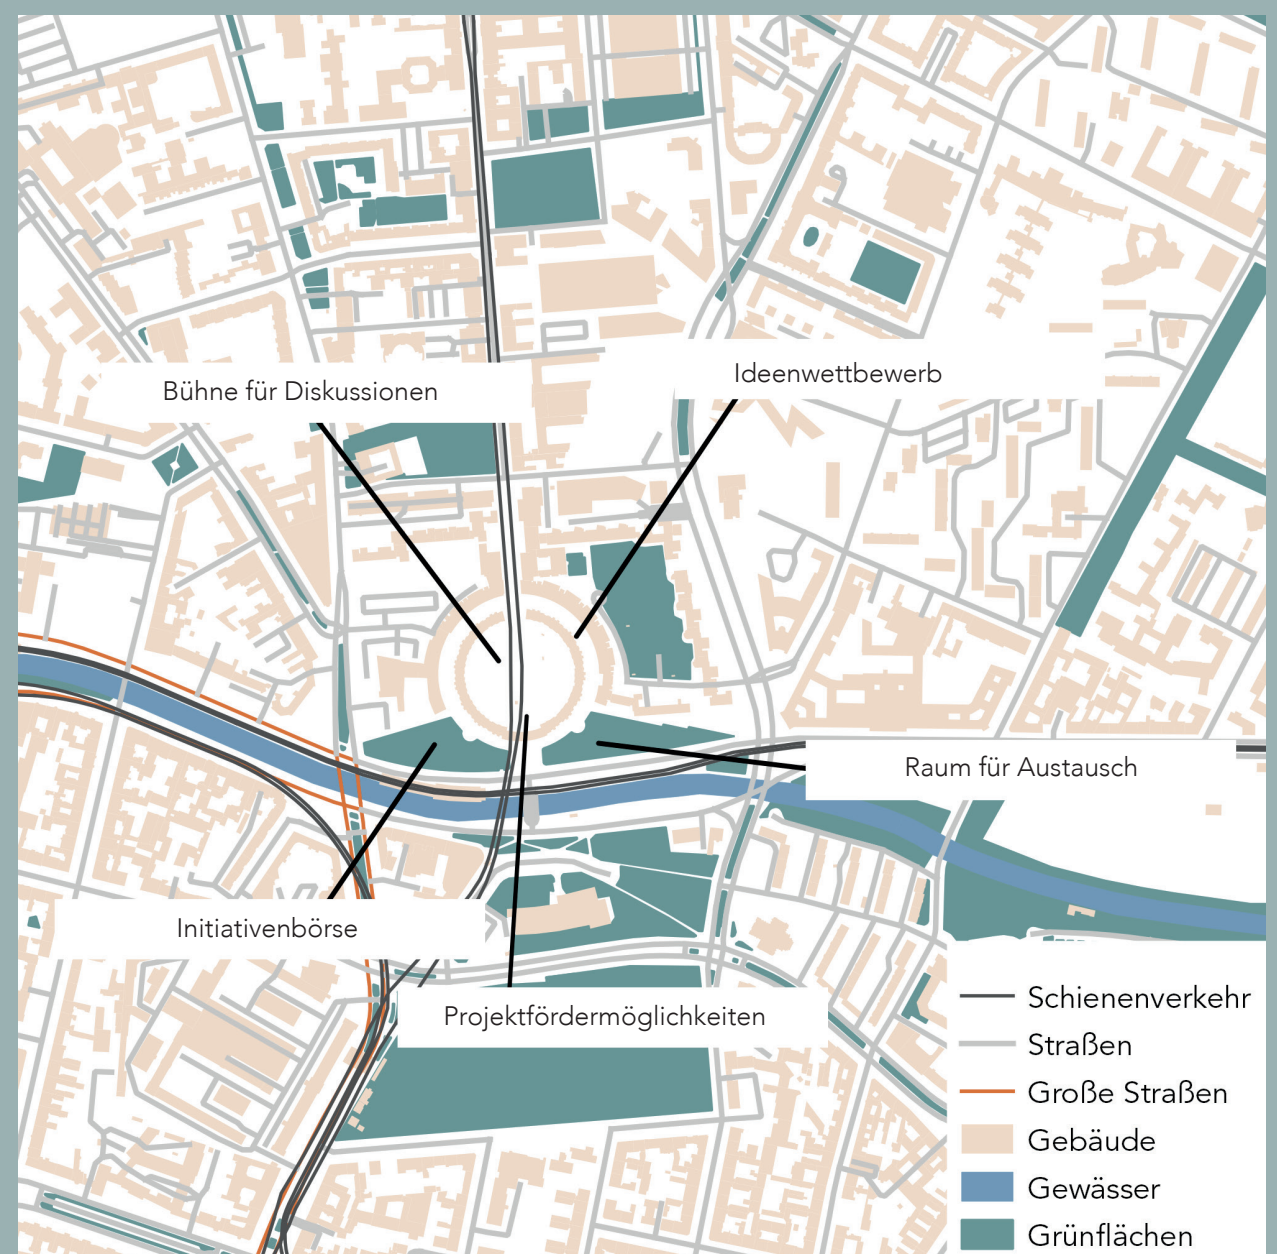 Ideenwettbewerb
Bühne für Diskussionen
Raum für Austausch
Initiativenbörse
Projektfördermöglichkeiten
Schienenverkehr
Straßen
Große Straßen
Gebäude
Gewässer
Grünflächen